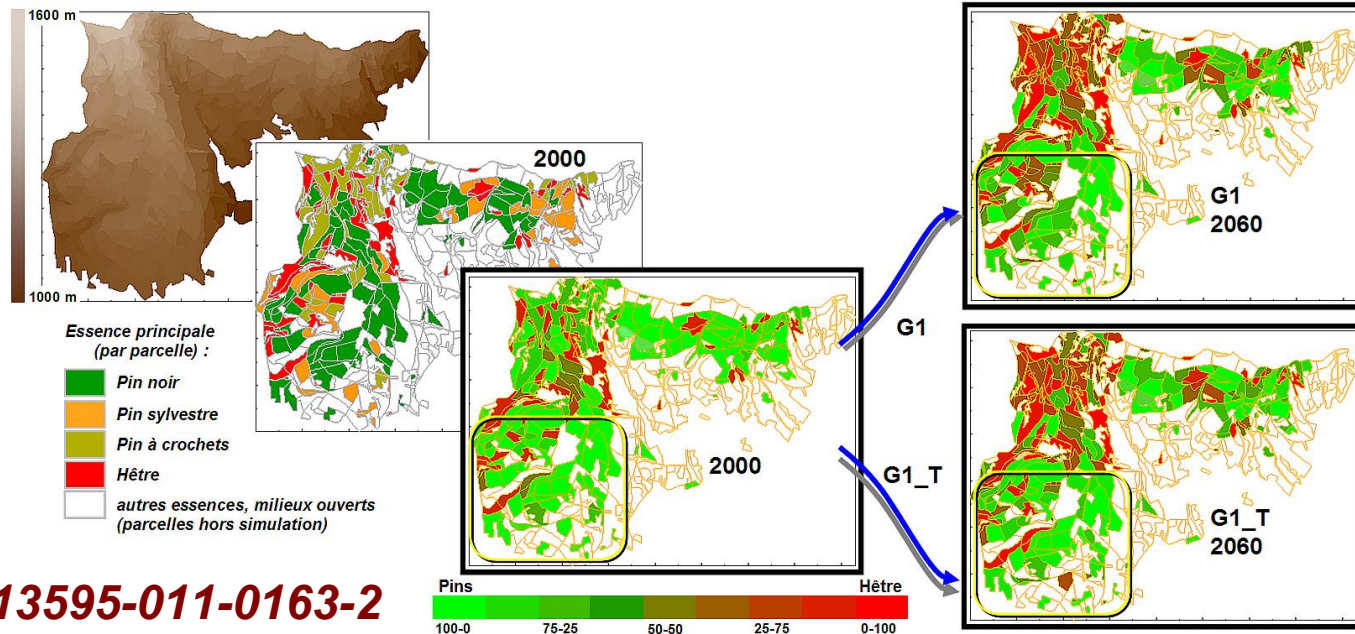 1600 m
1000 m
2000
Essence principale
(par parcelle) :
Pin noir
Pin sylvestre
Pin à crochets
Hêtre
autres essences, milieux ouverts
(parcelles hors simulation)
2000
G1
G1_T
G1
2060
G1_T
2060
Pins Hêtre
100-0 75-25 50-50 25-75 0-100
13595-011-0163-2